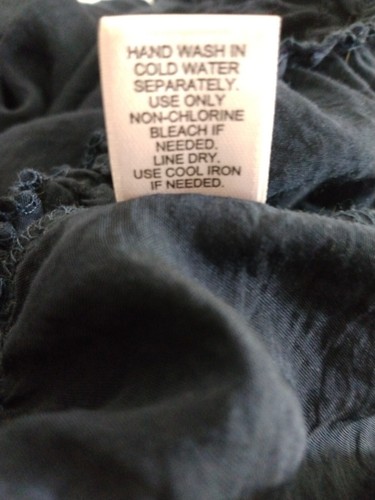 HAND WASH IN
COLD WATER
SEPARATELY.
USE ONLY
NON-CHLORINE
BLEACH IF
NEEDED.
LINE DRY.
USE COOL IRON
IF NEEDED.